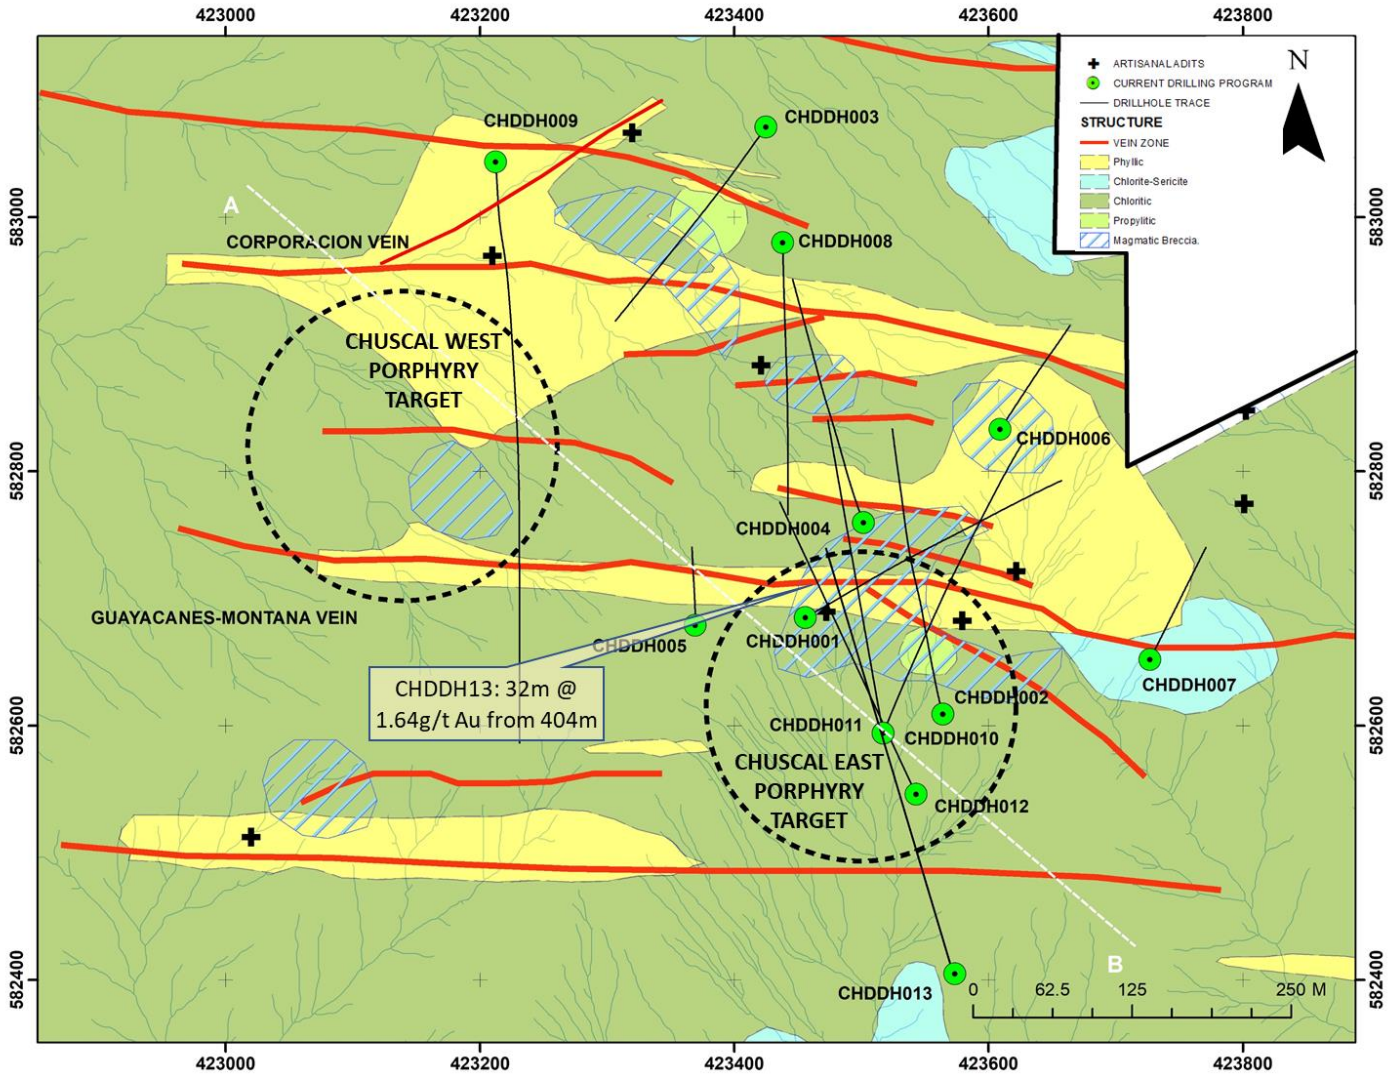 423000 423200 423400 423600 423800
N
ARTISANAL ADITS
CURRENT DRILLING PROGRAM
DRILLHOLE TRACE
STRUCTURE
VEIN ZONE
Phyllic
Chlorite-Sericite
Chloritic
Propylitic
Magmatic Breccia.
CHDDH009
CHDDH003
583000
583000
A
CORPORACION VEIN
CHDDH008
CHUSCAL WEST
PORPHYRY
TARGET
CHDDH006
582800
582800
CHDDH004
GUAYACANES-MONTANA VEIN
CHDDH005
CHDDH001
CHDDH13: 32m @
1.64g/t Au from 404m
CHDDH007
CHDDH002
CHDDH011
CHDDH010
582600
582600
CHUSCAL EAST
PORPHYRY
TARGET
CHDDH012
B
582400
582400
CHDDH013
0 62.5 125 250 M
423000 423200 423400 423600 423800